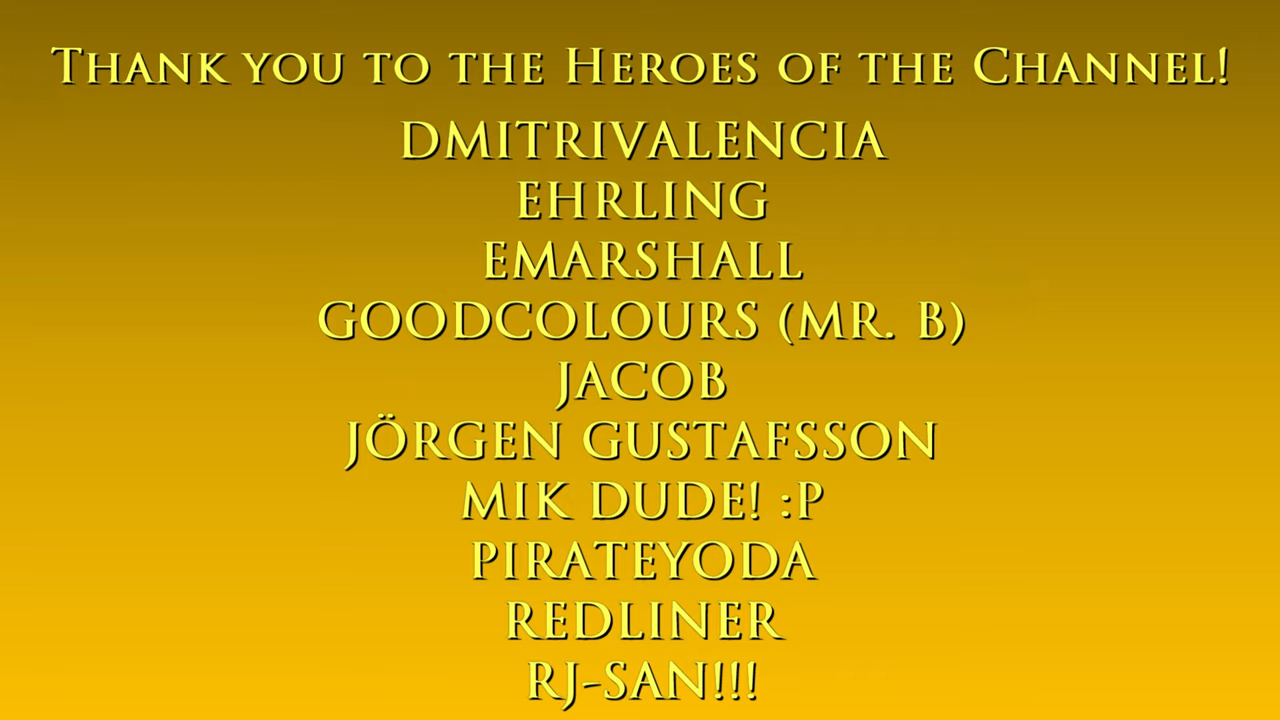 Thank you to the Heroes of the Channel!
DMITRIVALENCIA
EHRLING
EMARSHALL
GOODCOLOURS (MR. B)
JACOB
JÖRGEN GUSTAFSSON
MIK DUDE! :P
PIRATEYODA
REDLINER
RJ-SAN!!!